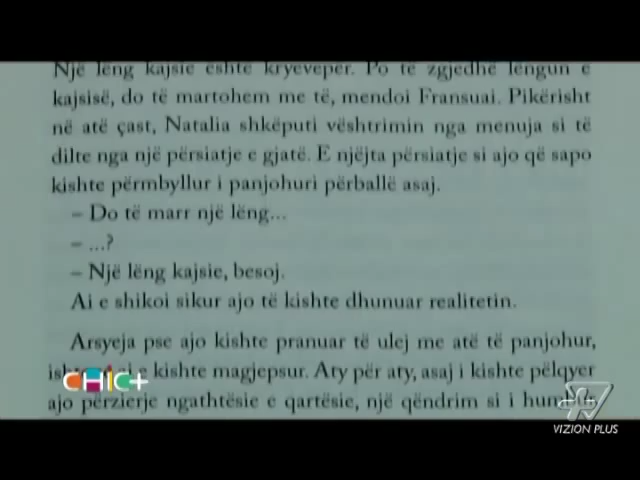 Një lëng kajsie është kryevepër. Po të zgjedhë lëngun e
kajsisë, do të martohem me të, mendoi Fransuai. Pikërisht
në atë çast, Natalia shkëputi vështrimin nga menuja si të
dilte nga një përsiatje e gjatë. E njëjta përsiatje si ajo që sapo
kishte përmbyllur i panjohuri përballë asaj.
– Do të marr një lëng...
– ...?
– Një lëng kajsie, besoj.
Ai e shikoi sikur ajo të kishte dhunuar realitetin.
Arsyeja pse ajo kishte pranuar të ulej me atë të panjohur,
e kishte magjepsur. Aty për aty, asaj i kishte pëlqyer
ajo përzierje ngathtësie e qartësie, një qëndrim si i
CHIC+
VIZION PLUS